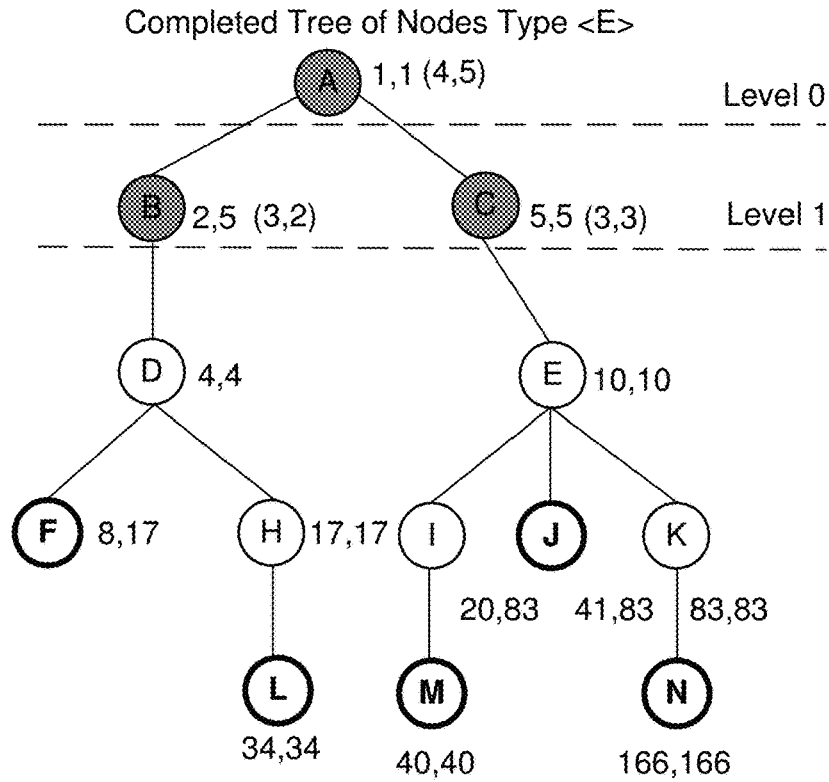 Completed Tree of Nodes Type <E>
A 1,1 (4,5)
Level 0
B 2,5 (3,2) C 5,5 (3,3) Level 1
D 4,4 E 10,10
F 8,17 H 17,17 I J K
20,83 41,83 83,83
L M N
34,34 40,40 166,166